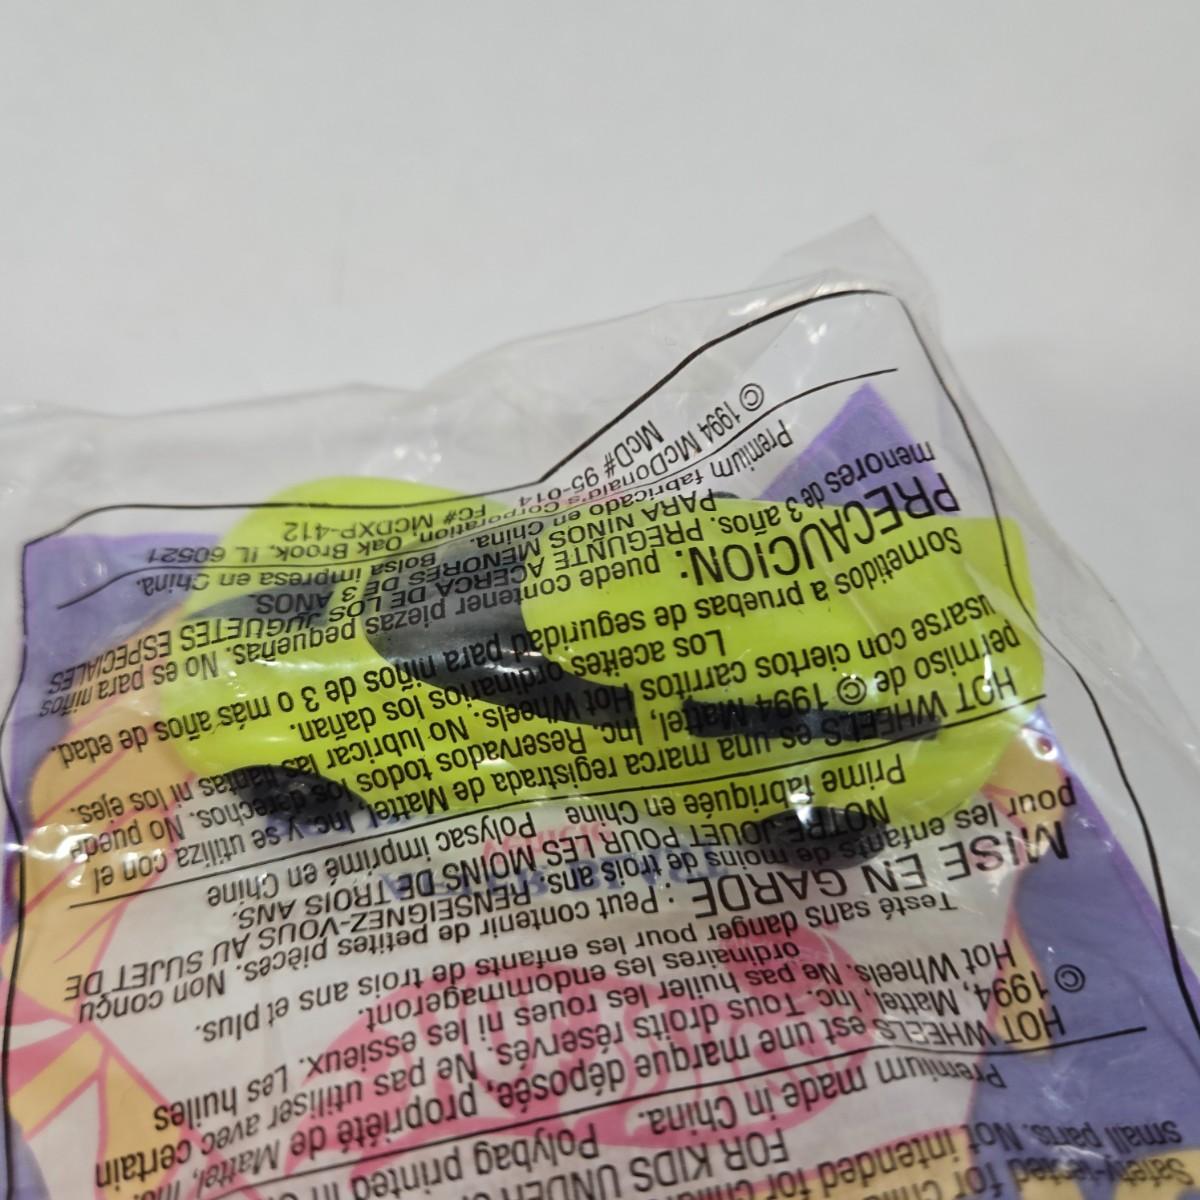 Safety-tested for
small parts. Not intended for
FOR KIDS UNDER
Premium made in China. Polybag printed in
HOT WHEELS est une marque déposée, propriété de Mattel, Inc.
© 1994, Mattel, Inc. Tous droits réservés. Ne pas utiliser avec certain
Hot Wheels. Ne pas huiler les roues ni les essieux. Les huiles
ordinaires les endommageront.
Testé sans danger pour les enfants de trois ans et plus.
MISE EN GARDE : Peut contenir de petites pièces. Non conçu
pour les enfants de moins de trois ans. RENSEIGNEZ-VOUS AU SUJET DE
NOTRE JOUET POUR LES MOINS DE TROIS ANS.
Prime fabriquée en Chine Polysac imprimé en Chine
HOT WHEELS es una marca registrada de Mattel, Inc. y se utiliza con el
permiso de © 1994 Mattel, Inc. Reservados todos los derechos. No pueda
usarse con ciertos carritos Hot Wheels. No lubricar las llantas ni los ejes.
Los aceites ordinarios los dañan.
Sometidos a pruebas de seguridad para niños de 3 o más años de edad.
PRECAUCION: puede contener piezas pequeñas. No es para niños
menores de 3 años. PREGUNTE ACERCA DE LOS JUGUETES ESPECIALES
PARA NIÑOS MENORES DE 3 AÑOS.
Premium fabricado en China. Bolsa impresa en China.
© 1994 McDonald's Corporation, Oak Brook, IL 60521
McD# 95-014 FC# MCDXP-412